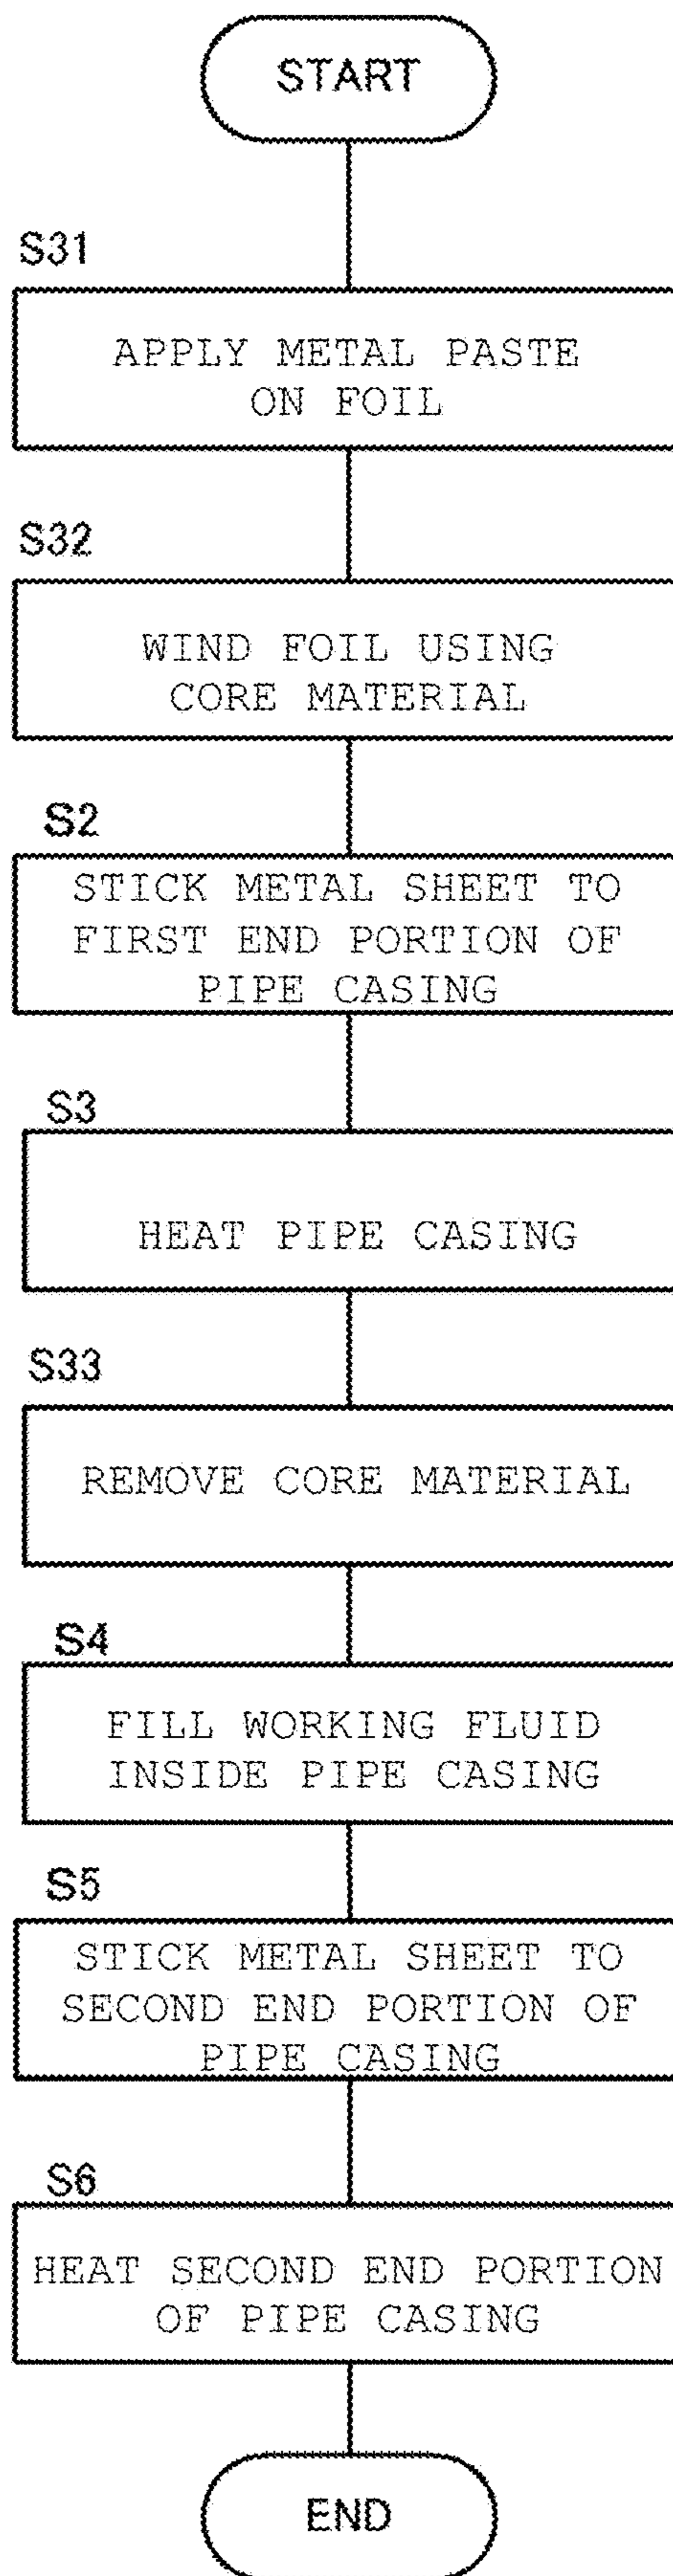 START
S31
APPLY METAL PASTE
ON FOIL
S32
WIND FOIL USING
CORE MATERIAL
S2
STICK METAL SHEET TO
FIRST END PORTION OF
PIPE CASING
S3
HEAT PIPE CASING
S33
REMOVE CORE MATERIAL
S4
FILL WORKING FLUID
INSIDE PIPE CASING
S5
STICK METAL SHEET TO
SECOND END PORTION OF
PIPE CASING
S6
HEAT SECOND END PORTION
OF PIPE CASING
END